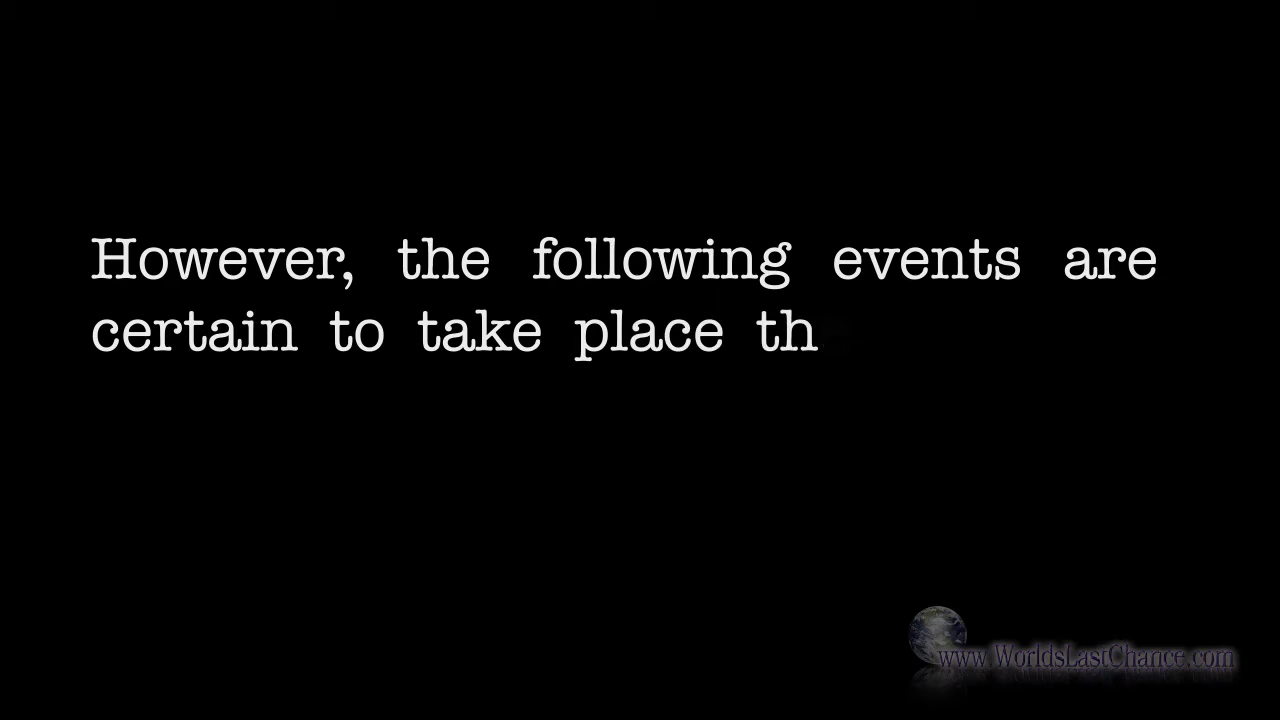 However, the following events are
certain to take place th
www.WorldsLastChance.com